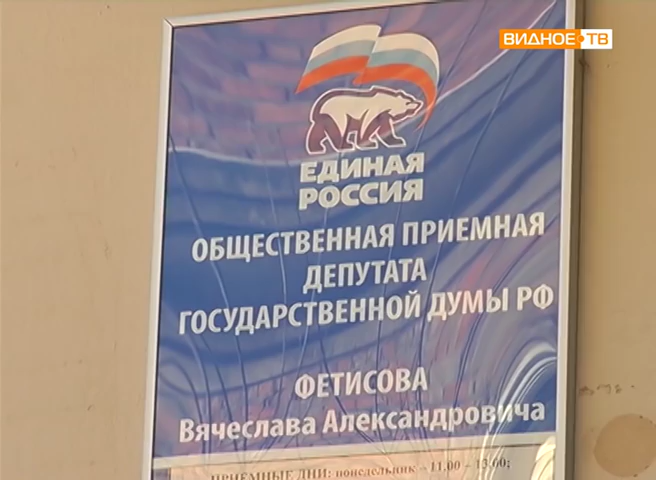 ВИДНОЕ ТВ
ЕДИНАЯ
РОССИЯ
ОБЩЕСТВЕННАЯ ПРИЕМНАЯ
ДЕПУТАТА
ГОСУДАРСТВЕННОЙ ДУМЫ РФ
ФЕТИСОВА
Вячеслава Александровича
ПРИЕМНЫЕ ДНИ: понедельник – 11.00 – 13.00;